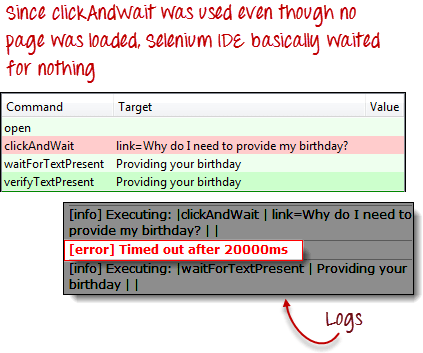 Since clickAndWait was used even though no
page was loaded, Selenium IDE basically waited
for nothing
Command Target Value
open
clickAndWait link=Why do I need to provide my birthday?
waitForTextPresent Providing your birthday
verifyTextPresent Providing your birthday
[info] Executing: |clickAndWait | link=Why do I need to
provide my birthday? | |
[error] Timed out after 20000ms
[info] Executing: |waitForTextPresent | Providing your
birthday | |
Logs